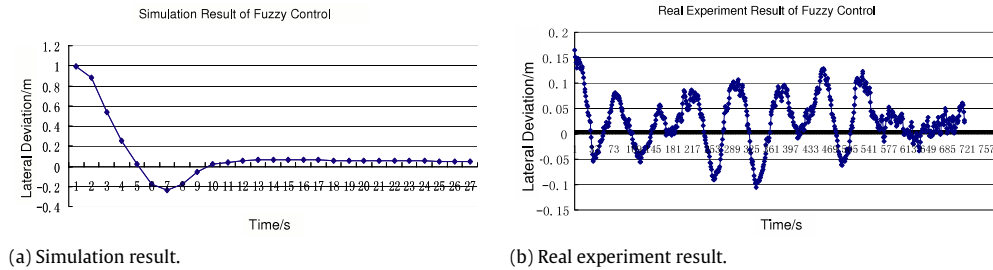 Simulation Result of Fuzzy Control
1.2
1
0.8
0.6
0.4
0.2
0
-0.2
-0.4
Lateral Deviation/m
1 2 3 4 5 6 7 8 9 10 11 12 13 14 15 16 17 18 19 20 21 22 23 24 25 26 27
Time/s
(a) Simulation result.
Real Experiment Result of Fuzzy Control
0.2
0.15
0.1
0.05
0
-0.05
-0.1
-0.15
Lateral Deviation/m
73 145 181 217 289 397 433 541 577 685 721 757
Time/s
(b) Real experiment result.